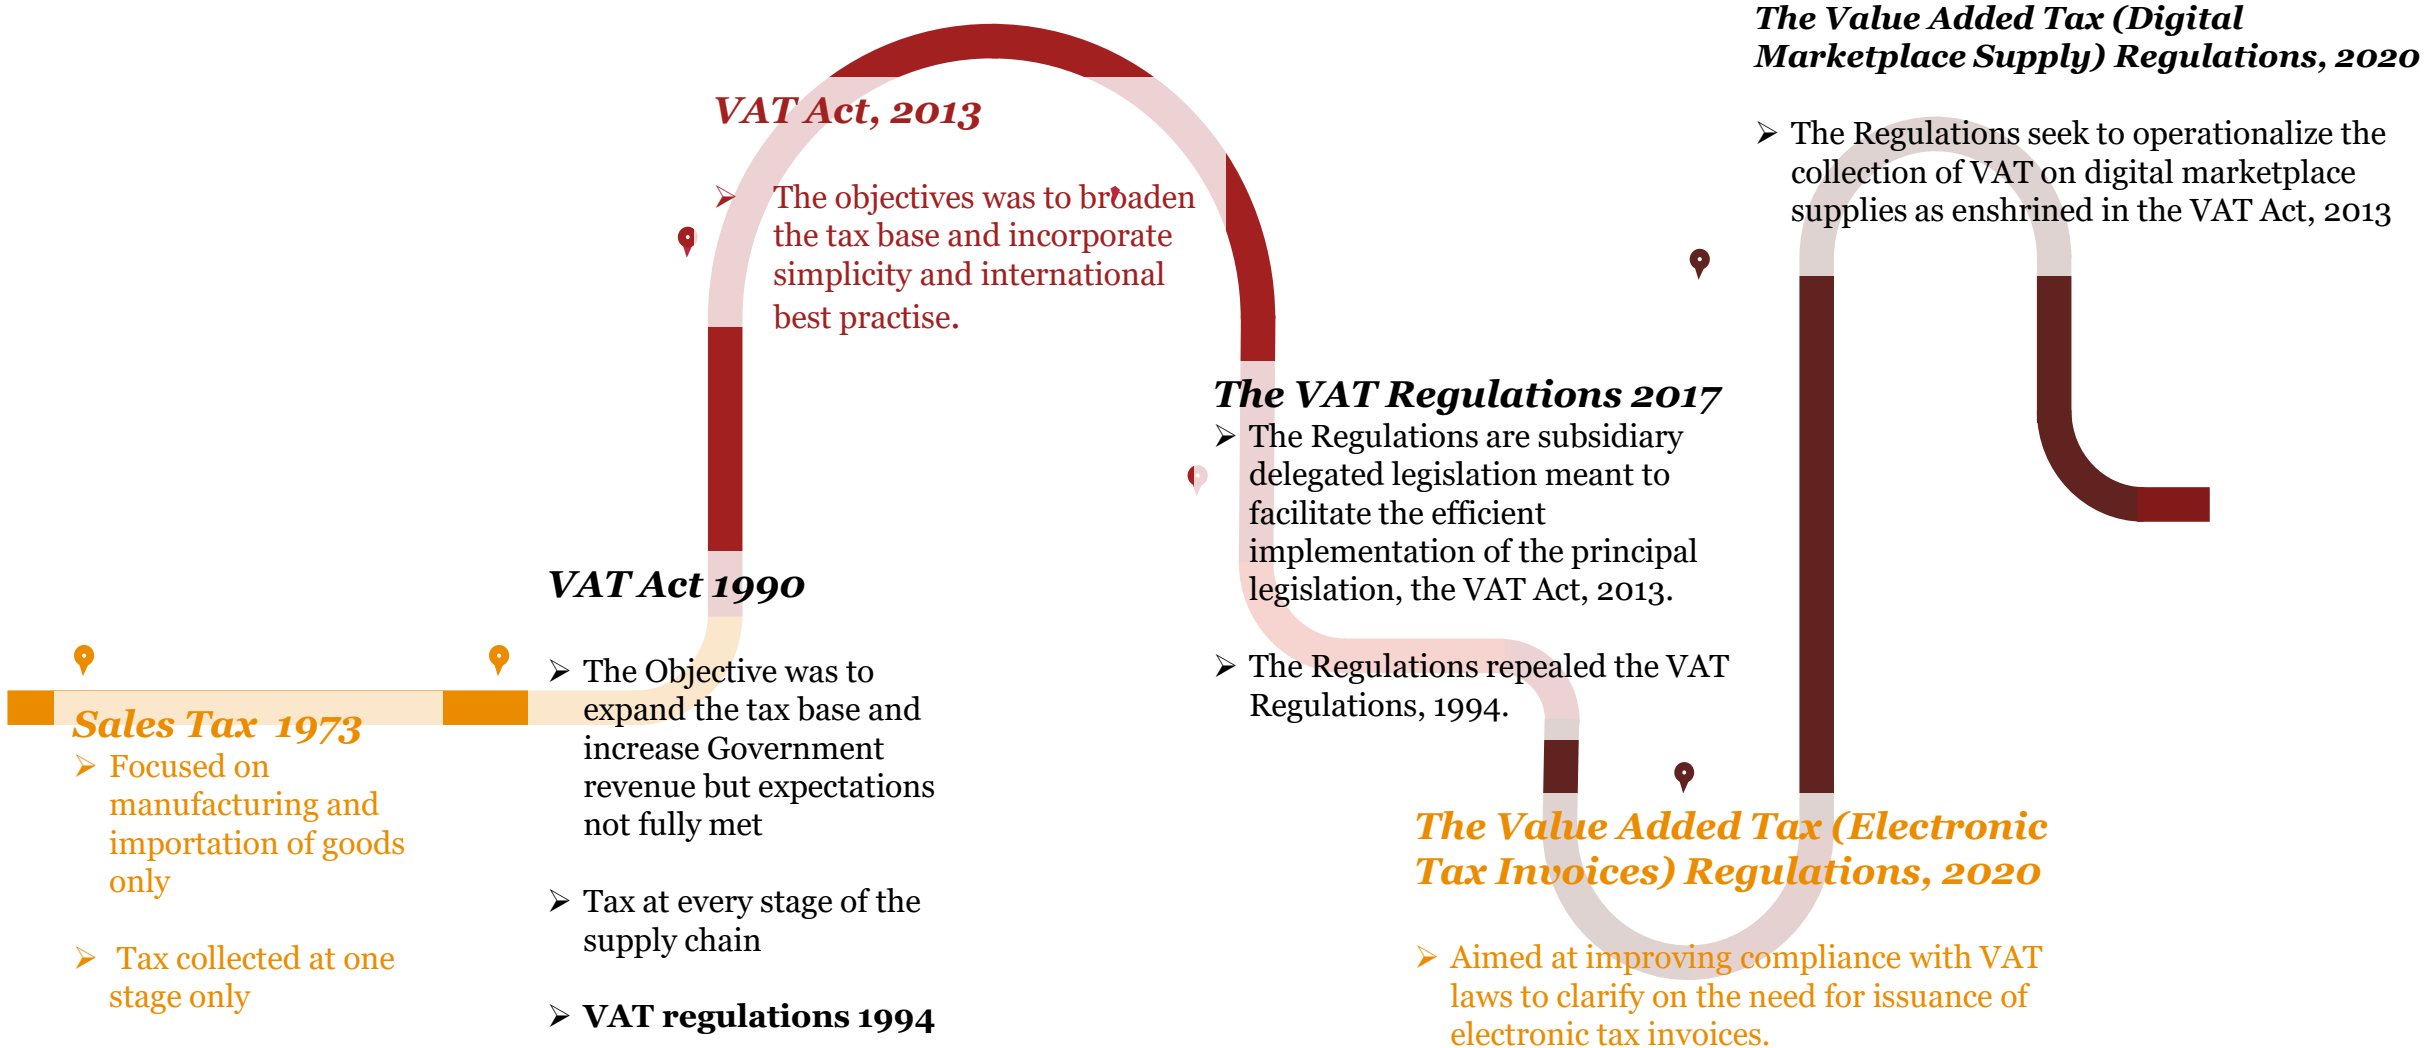 Sales Tax  1973
➢ Focused on
manufacturing and
importation of goods
only
➢ Tax collected at one
stage only
VAT Act 1990
➢ The Objective was to
expand the tax base and
increase Government
revenue but expectations
not fully met
➢ Tax at every stage of the
supply chain
➢ VAT regulations 1994
VAT Act, 2013
➢ The objectives was to broaden
the tax base and incorporate
simplicity and international
best practise.
The VAT Regulations 2017
➢ The Regulations are subsidiary
delegated legislation meant to
facilitate the efficient
implementation of the principal
legislation, the VAT Act, 2013.
➢ The Regulations repealed the VAT
Regulations, 1994.
The Value Added Tax (Electronic
Tax Invoices) Regulations, 2020
➢ Aimed at improving compliance with VAT
laws to clarify on the need for issuance of
electronic tax invoices.
The Value Added Tax (Digital
Marketplace Supply) Regulations, 2020
➢ The Regulations seek to operationalize the
collection of VAT on digital marketplace
supplies as enshrined in the VAT Act, 2013